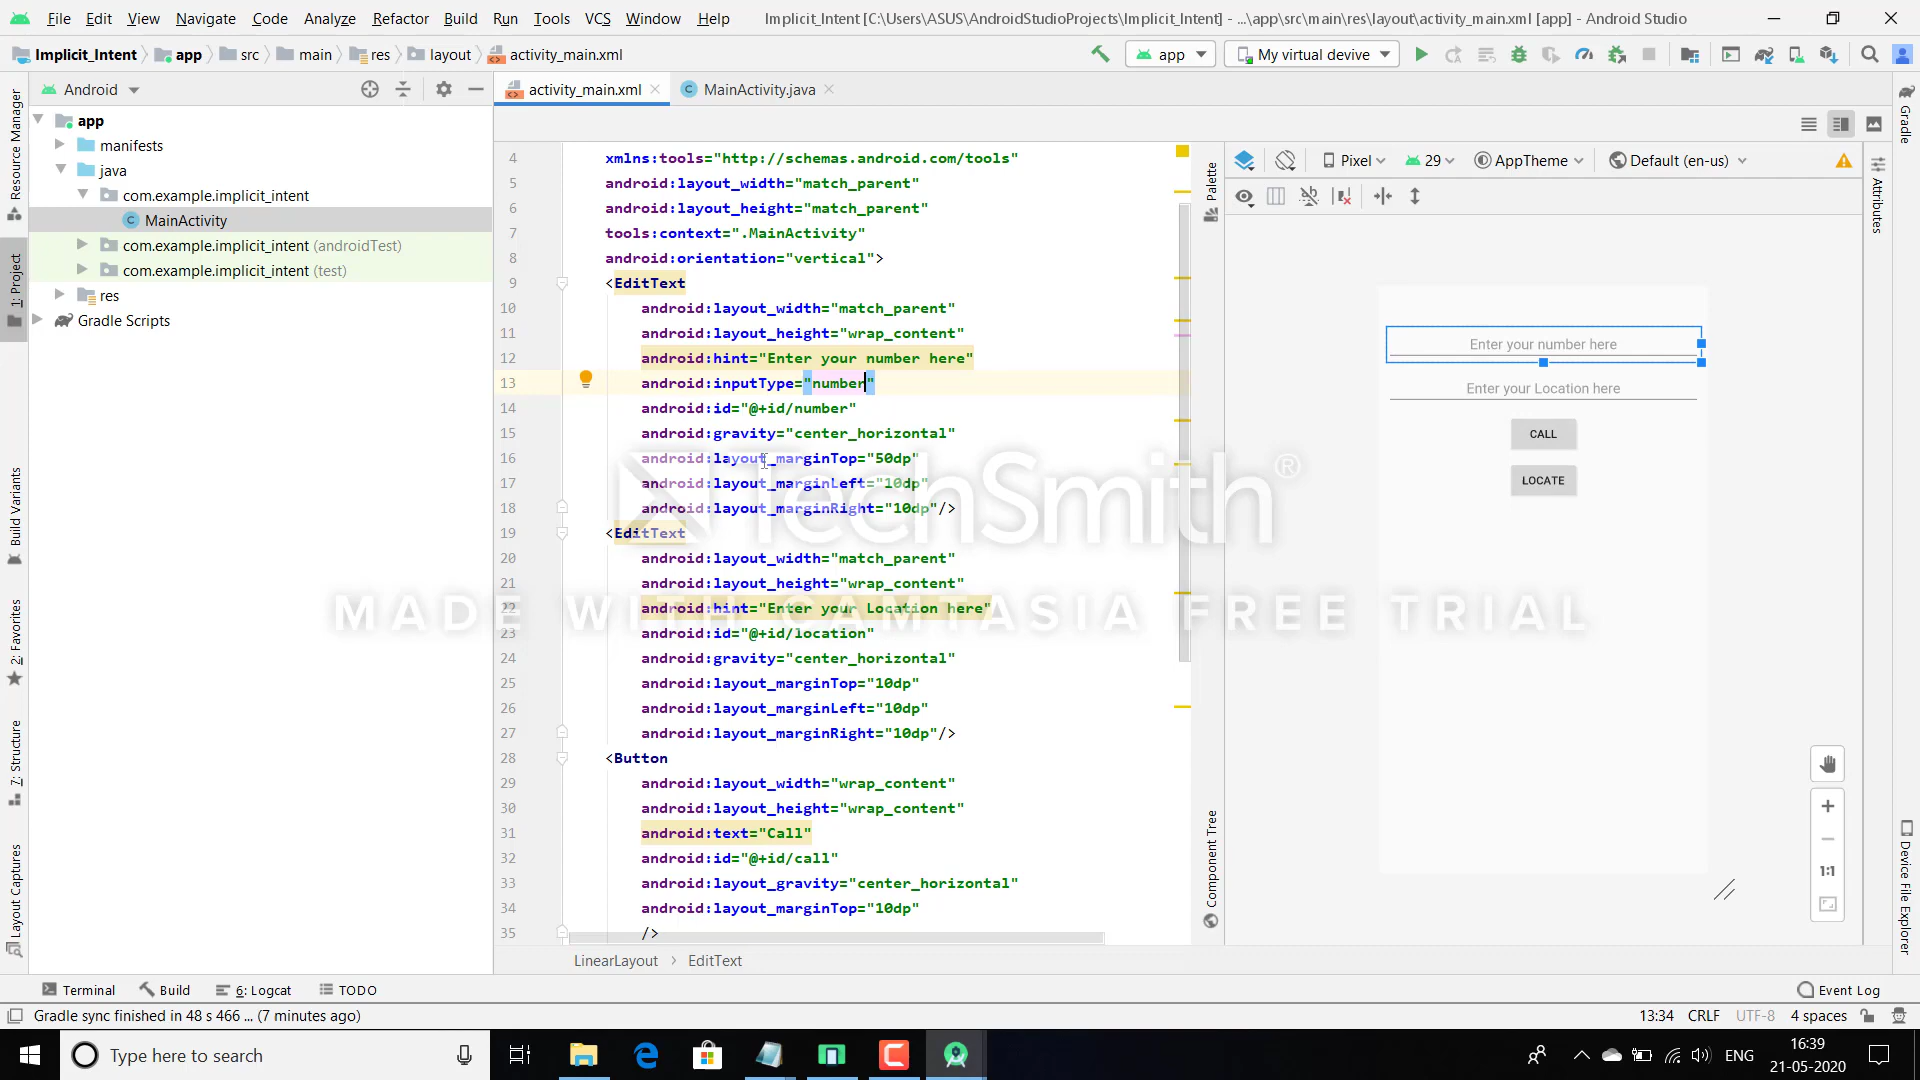 File Edit View Navigate Code Analyze Refactor Build Run Tools VCS Window Help Implicit_Intent [C:\Users\ASUS\AndroidStudioProjects\Implicit_Intent] - ...\app\src\main\res\layout\activity_main.xml [app] - Android Studio
Implicit_Intent app src main res layout activity_main.xml app My virtual devive
Android activity_main.xml MainActivity.java
app
manifests
java
com.example.implicit_intent
MainActivity
com.example.implicit_intent (androidTest)
com.example.implicit_intent (test)
res
Gradle Scripts
Resource Manager
1: Project
Build Variants
2: Favorites
7: Structure
Layout Captures
4 xmlns:tools="http://schemas.android.com/tools"
5 android:layout_width="match_parent"
6 android:layout_height="match_parent"
7 tools:context=".MainActivity"
8 android:orientation="vertical">
9 <EditText
10 android:layout_width="match_parent"
11 android:layout_height="wrap_content"
12 android:hint="Enter your number here"
13 android:inputType="number"
14 android:id="@+id/number"
15 android:gravity="center_horizontal"
16 android:layout_marginTop="50dp"
17 android:layout_marginLeft="10dp"
18 android:layout_marginRight="10dp"/>
19 <EditText
20 android:layout_width="match_parent"
21 android:layout_height="wrap_content"
22 android:hint="Enter your Location here"
23 android:id="@+id/location"
24 android:gravity="center_horizontal"
25 android:layout_marginTop="10dp"
26 android:layout_marginLeft="10dp"
27 android:layout_marginRight="10dp"/>
28 <Button
29 android:layout_width="wrap_content"
30 android:layout_height="wrap_content"
31 android:text="Call"
32 android:id="@+id/call"
33 android:layout_gravity="center_horizontal"
34 android:layout_marginTop="10dp"
35 />
TechSmith®
MADE WITH CAMTASIA FREE TRIAL
Palette
Component Tree
Pixel 29 AppTheme Default (en-us)
Enter your number here
Enter your Location here
CALL
LOCATE
1:1
Gradle
Attributes
Device File Explorer
LinearLayout › EditText
Terminal Build 6: Logcat TODO Event Log
Gradle sync finished in 48 s 466 ... (7 minutes ago) 13:34 CRLF UTF-8 4 spaces
Type here to search ENG 16:39
21-05-2020